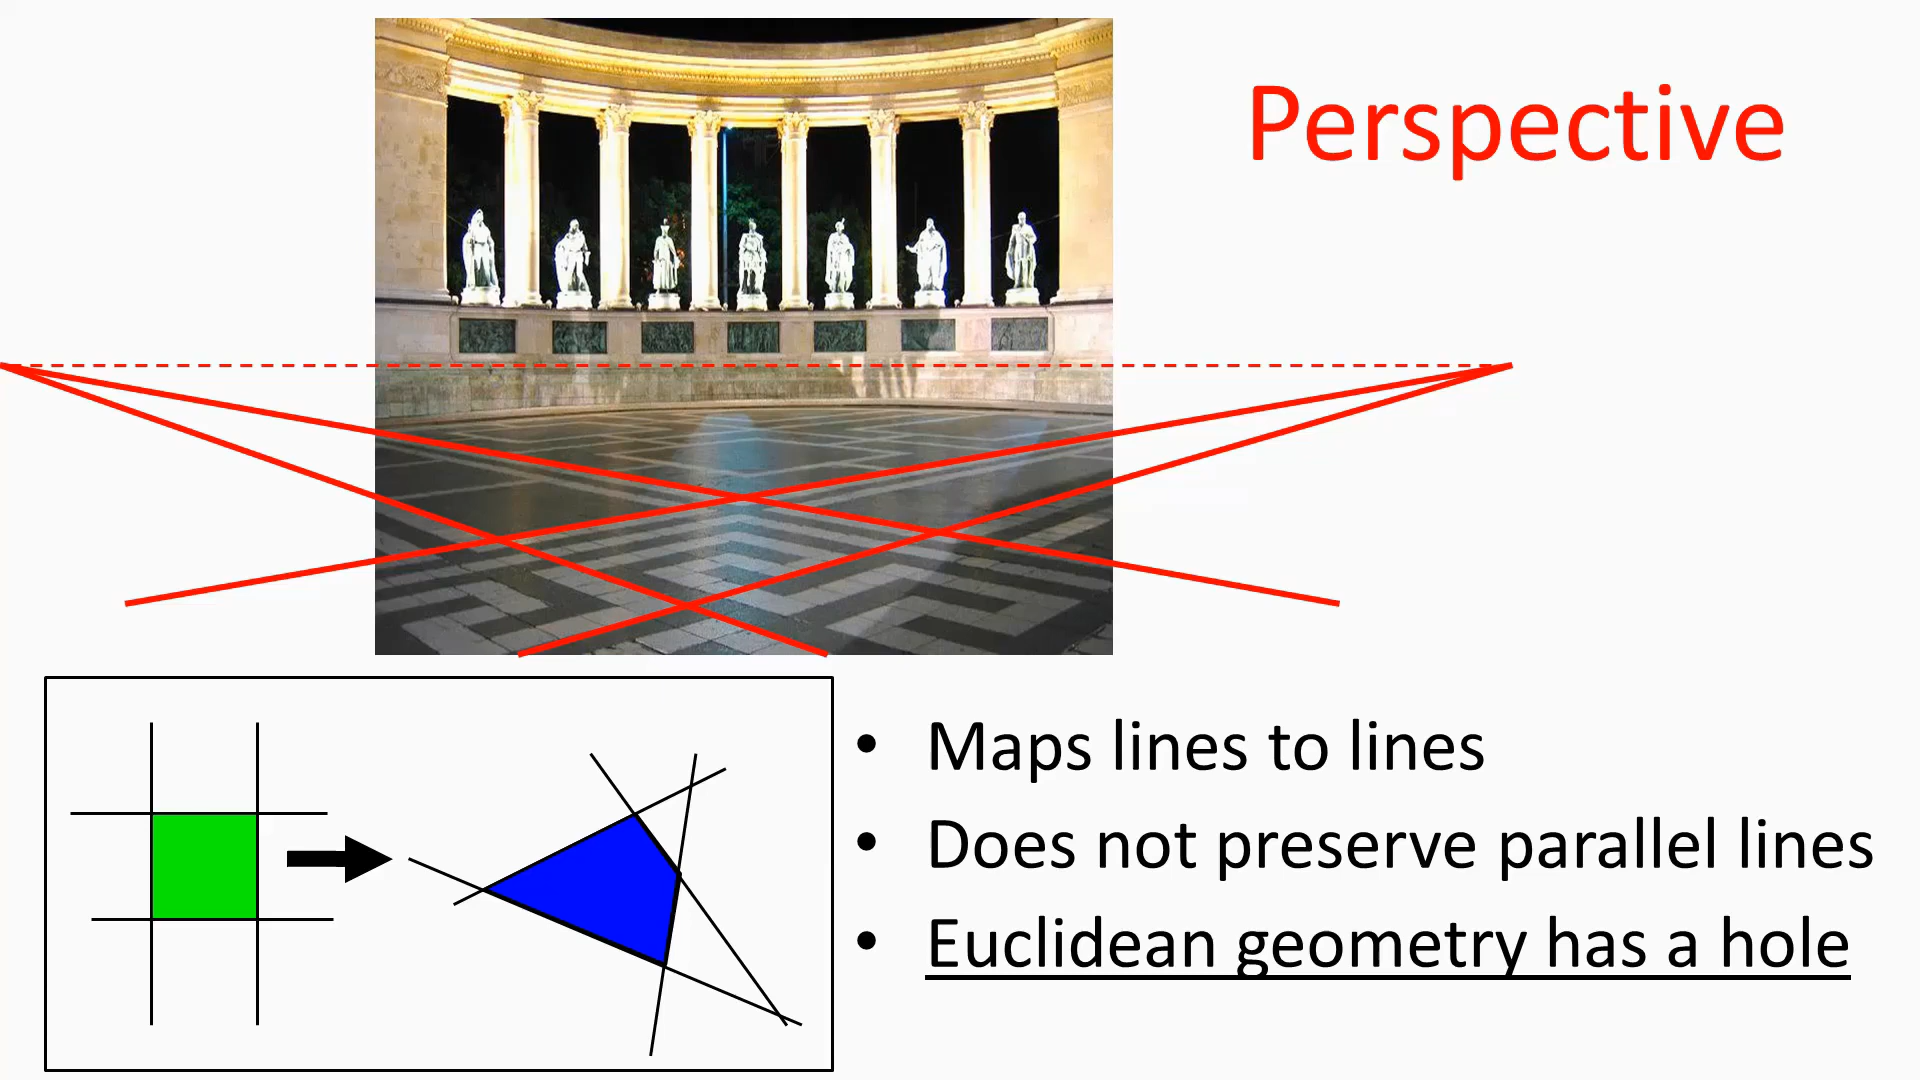 Perspective
• Maps lines to lines
• Does not preserve parallel lines
• Euclidean geometry has a hole